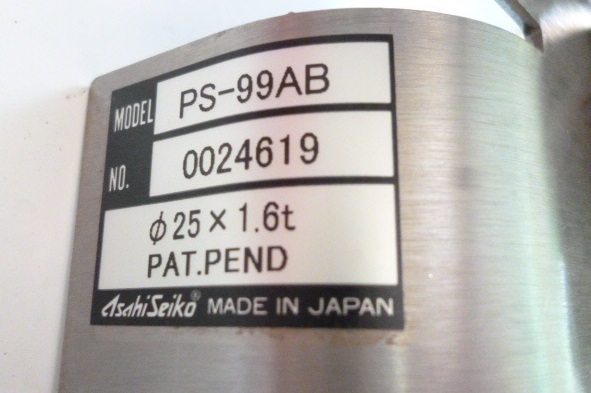 MODEL PS-99AB
NO. 0024619
φ25×1.6t
PAT.PEND
AsahiSeiko® MADE IN JAPAN